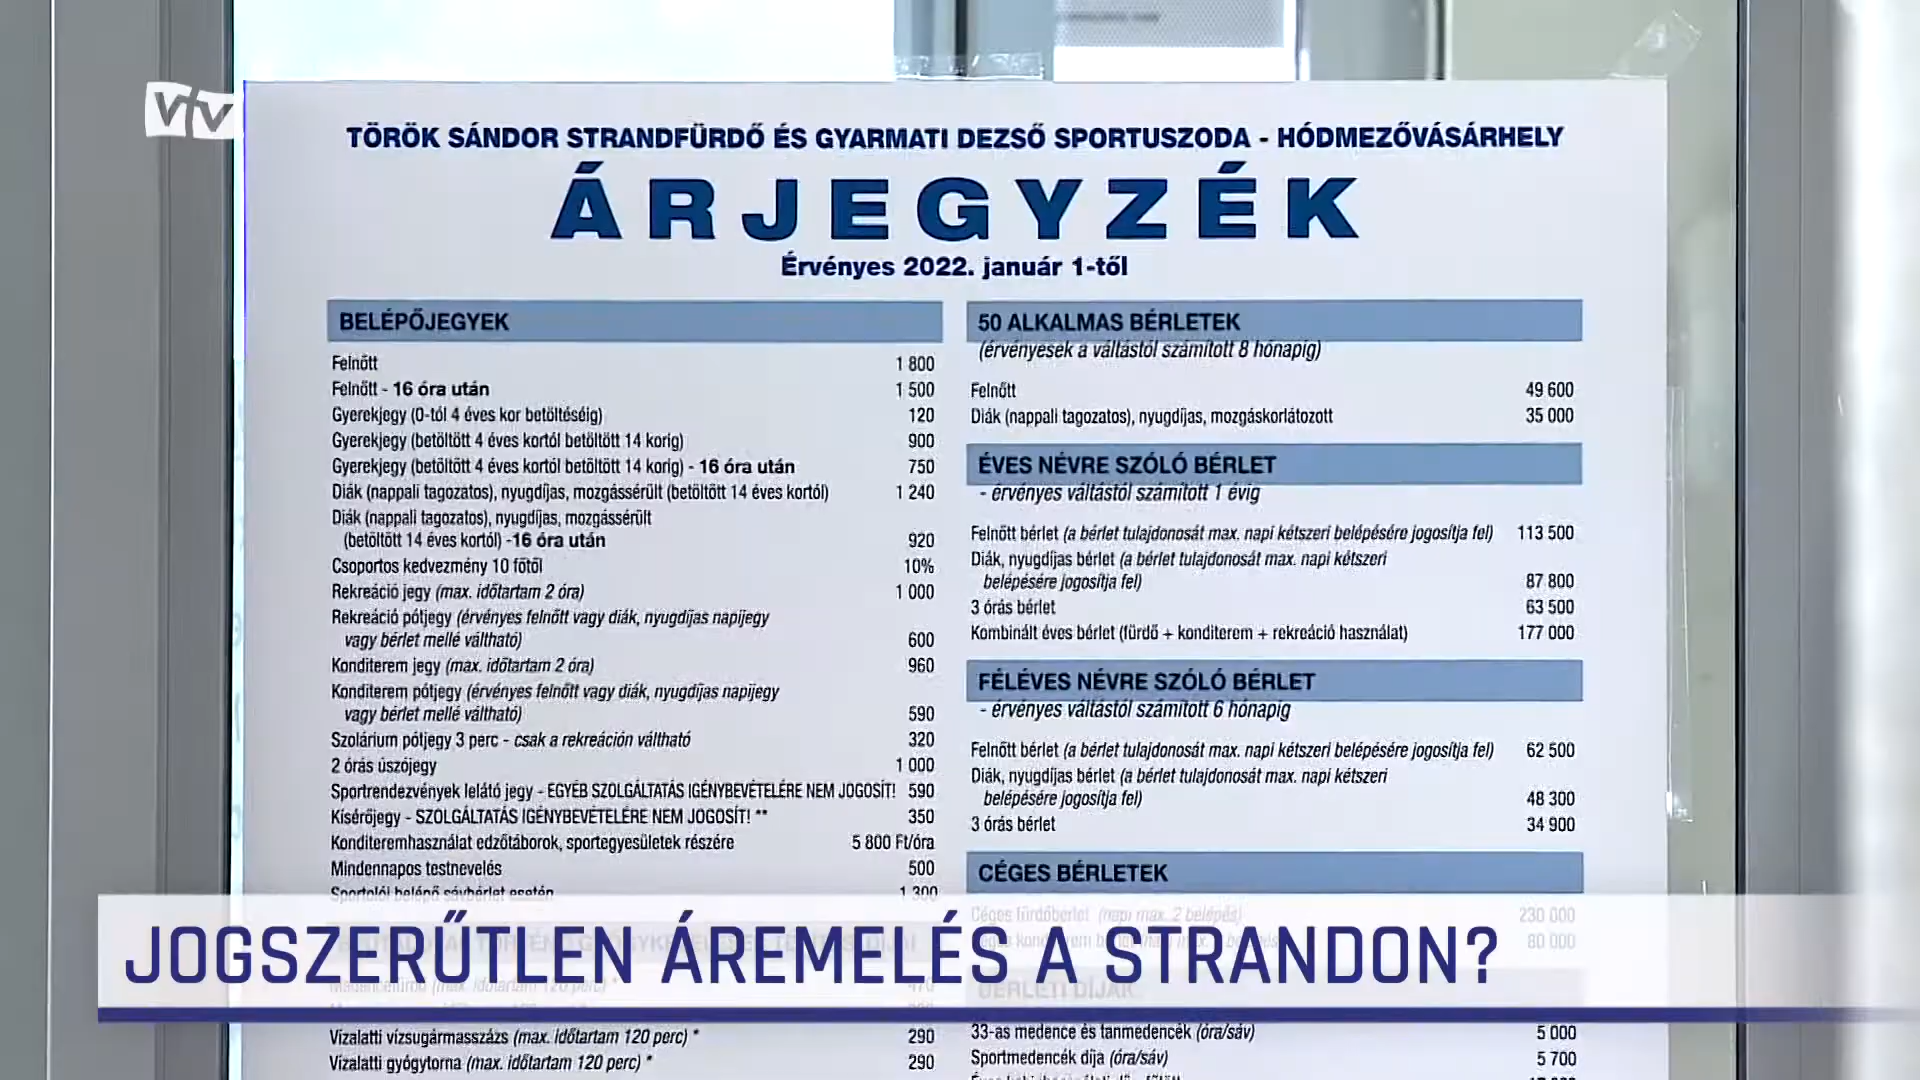 VTV
TÖRÖK SÁNDOR STRANDFÜRDŐ ÉS GYARMATI DEZSŐ SPORTUSZODA - HÓDMEZŐVÁSÁRHELY
ÁRJEGYZÉK
Érvényes 2022. január 1-től
BELÉPŐJEGYEK
Felnőtt 1 800
Felnőtt - 16 óra után 1 500
Gyerekjegy (0-tól 4 éves kor betöltéséig) 120
Gyerekjegy (betöltött 4 éves kortól betöltött 14 korig) 900
Gyerekjegy (betöltött 4 éves kortól betöltött 14 korig) - 16 óra után 750
Diák (nappali tagozatos), nyugdíjas, mozgássérült (betöltött 14 éves kortól) 1 240
Diák (nappali tagozatos), nyugdíjas, mozgássérült
(betöltött 14 éves kortól) -16 óra után 920
Csoportos kedvezmény 10 főtől 10%
Rekreáció jegy (max. időtartam 2 óra) 1 000
Rekreáció pótjegy (érvényes felnőtt vagy diák, nyugdíjas napijegy
vagy bérlet mellé váltható) 600
Konditerem jegy (max. időtartam 2 óra) 960
Konditerem pótjegy (érvényes felnőtt vagy diák, nyugdíjas napijegy
vagy bérlet mellé váltható) 590
Szolárium pótjegy 3 perc - csak a rekreáción váltható 320
2 órás úszójegy 1 000
Sportrendezvények lelátó jegy - EGYÉB SZOLGÁLTATÁS IGÉNYBEVÉTELÉRE NEM JOGOSÍT! 590
Kísérőjegy - SZOLGÁLTATÁS IGÉNYBEVÉTELÉRE NEM JOGOSÍT! ** 350
Konditeremhasználat edzőtáborok, sportegyesületek részére 5 800 Ft/óra
Mindennapos testnevelés 500
Sportolói belépő sávbérlet esetén 1 300
Vízalatti vízsugármasszázs (max. időtartam 120 perc) * 290
Vízalatti gyógytorna (max. időtartam 120 perc) * 290
50 ALKALMAS BÉRLETEK
(érvényesek a váltástól számított 8 hónapig)
Felnőtt 49 600
Diák (nappali tagozatos), nyugdíjas, mozgáskorlátozott 35 000
ÉVES NÉVRE SZÓLÓ BÉRLET
- érvényes váltástól számított 1 évig
Felnőtt bérlet (a bérlet tulajdonosát max. napi kétszeri belépésére jogosítja fel) 113 500
Diák, nyugdíjas bérlet (a bérlet tulajdonosát max. napi kétszeri
belépésére jogosítja fel) 87 800
3 órás bérlet 63 500
Kombinált éves bérlet (fürdő + konditerem + rekreáció használat) 177 000
FÉLÉVES NÉVRE SZÓLÓ BÉRLET
- érvényes váltástól számított 6 hónapig
Felnőtt bérlet (a bérlet tulajdonosát max. napi kétszeri belépésére jogosítja fel) 62 500
Diák, nyugdíjas bérlet (a bérlet tulajdonosát max. napi kétszeri
belépésére jogosítja fel) 48 300
3 órás bérlet 34 900
CÉGES BÉRLETEK
Céges fürdőbérlet (napi max. 2 belépés) 230 000
80 000
BÉRLETI DÍJAK
33-as medence és tanmedencék (óra/sáv) 5 000
Sportmedencék díja (óra/sáv) 5 700
JOGSZERŰTLEN ÁREMELÉS A STRANDON?